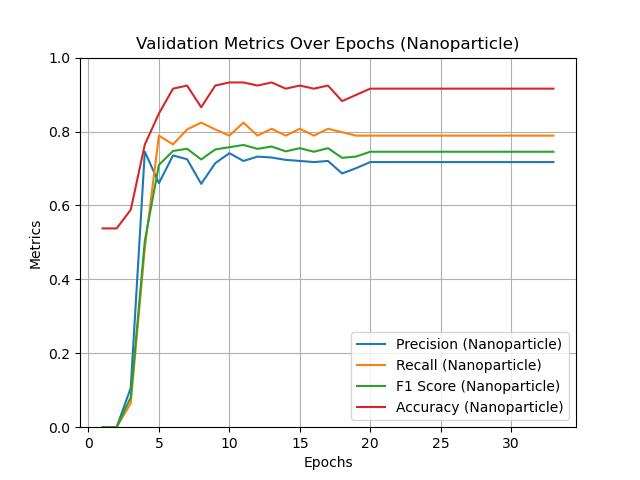 Validation Metrics Over Epochs (Nanoparticle)
1.0
0.8
0.6
0.4
0.2
0.0
Metrics
0 5 10 15 20 25 30
Epochs
Precision (Nanoparticle)
Recall (Nanoparticle)
F1 Score (Nanoparticle)
Accuracy (Nanoparticle)